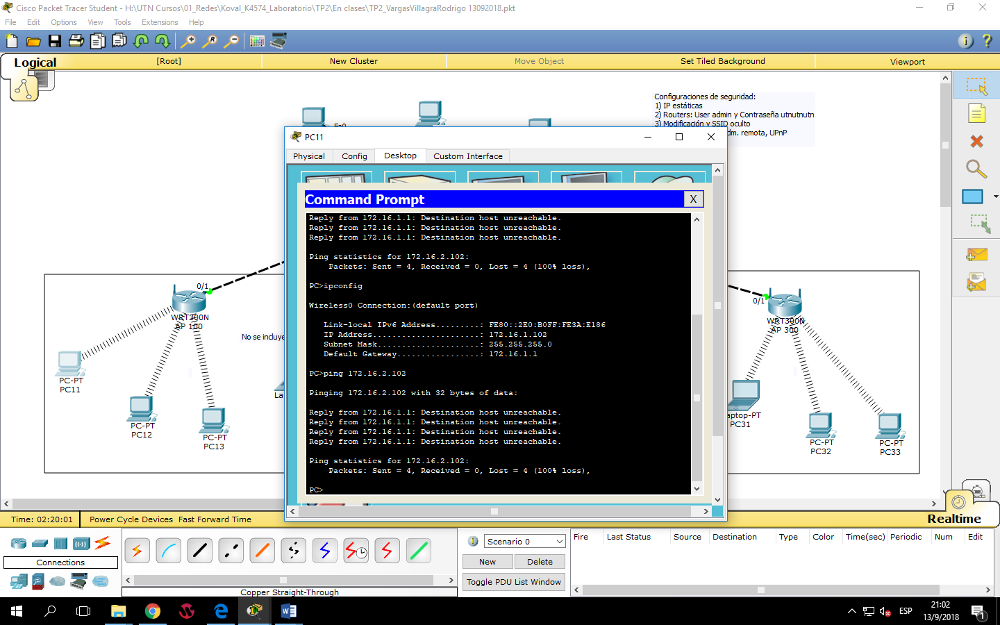 Cisco Packet Tracer Student - H:\UTN Cursos\01_Redes\Koval_K4574_Laboratorio\TP2\En clases\TP2_VargasVillagraRodrigo 13092018.pkt
File Edit Options View Tools Extensions Help
Logical [Root] New Cluster Move Object Set Tiled Background Viewport
Configuraciones de seguridad:
1) IP estáticas
2) Routers: User admin y Contraseña utnutnutn
3) Modificación y SSID oculto
dm. remota, UPnP
Fa0
PC11
Physical Config Desktop Custom Interface
Command Prompt X
Reply from 172.16.1.1: Destination host unreachable.
Reply from 172.16.1.1: Destination host unreachable.
Reply from 172.16.1.1: Destination host unreachable.
Ping statistics for 172.16.2.102:
Packets: Sent = 4, Received = 0, Lost = 4 (100% loss),
PC>ipconfig
Wireless0 Connection:(default port)
Link-local IPv6 Address.........: FE80::2E0:B0FF:FE3A:E186
IP Address......................: 172.16.1.102
Subnet Mask.....................: 255.255.255.0
Default Gateway.................: 172.16.1.1
PC>ping 172.16.2.102
Pinging 172.16.2.102 with 32 bytes of data:
Reply from 172.16.1.1: Destination host unreachable.
Reply from 172.16.1.1: Destination host unreachable.
Reply from 172.16.1.1: Destination host unreachable.
Reply from 172.16.1.1: Destination host unreachable.
Ping statistics for 172.16.2.102:
Packets: Sent = 4, Received = 0, Lost = 4 (100% loss),
PC>
0/1
WRT300N
AP 100
No se incluye
PC-PT
PC11
PC-PT
PC12
PC-PT
PC13
La
0/1
WRT300N
AP 300
aptop-PT
PC31
PC-PT
PC32
PC-PT
PC33
Time: 02:20:01 Power Cycle Devices Fast Forward Time
Realtime
Connections
Copper Straight-Through
Scenario 0
New Delete
Toggle PDU List Window
Fire Last Status Source Destination Type Color Time(sec) Periodic Num Edit
ESP
21:02
13/9/2018
1